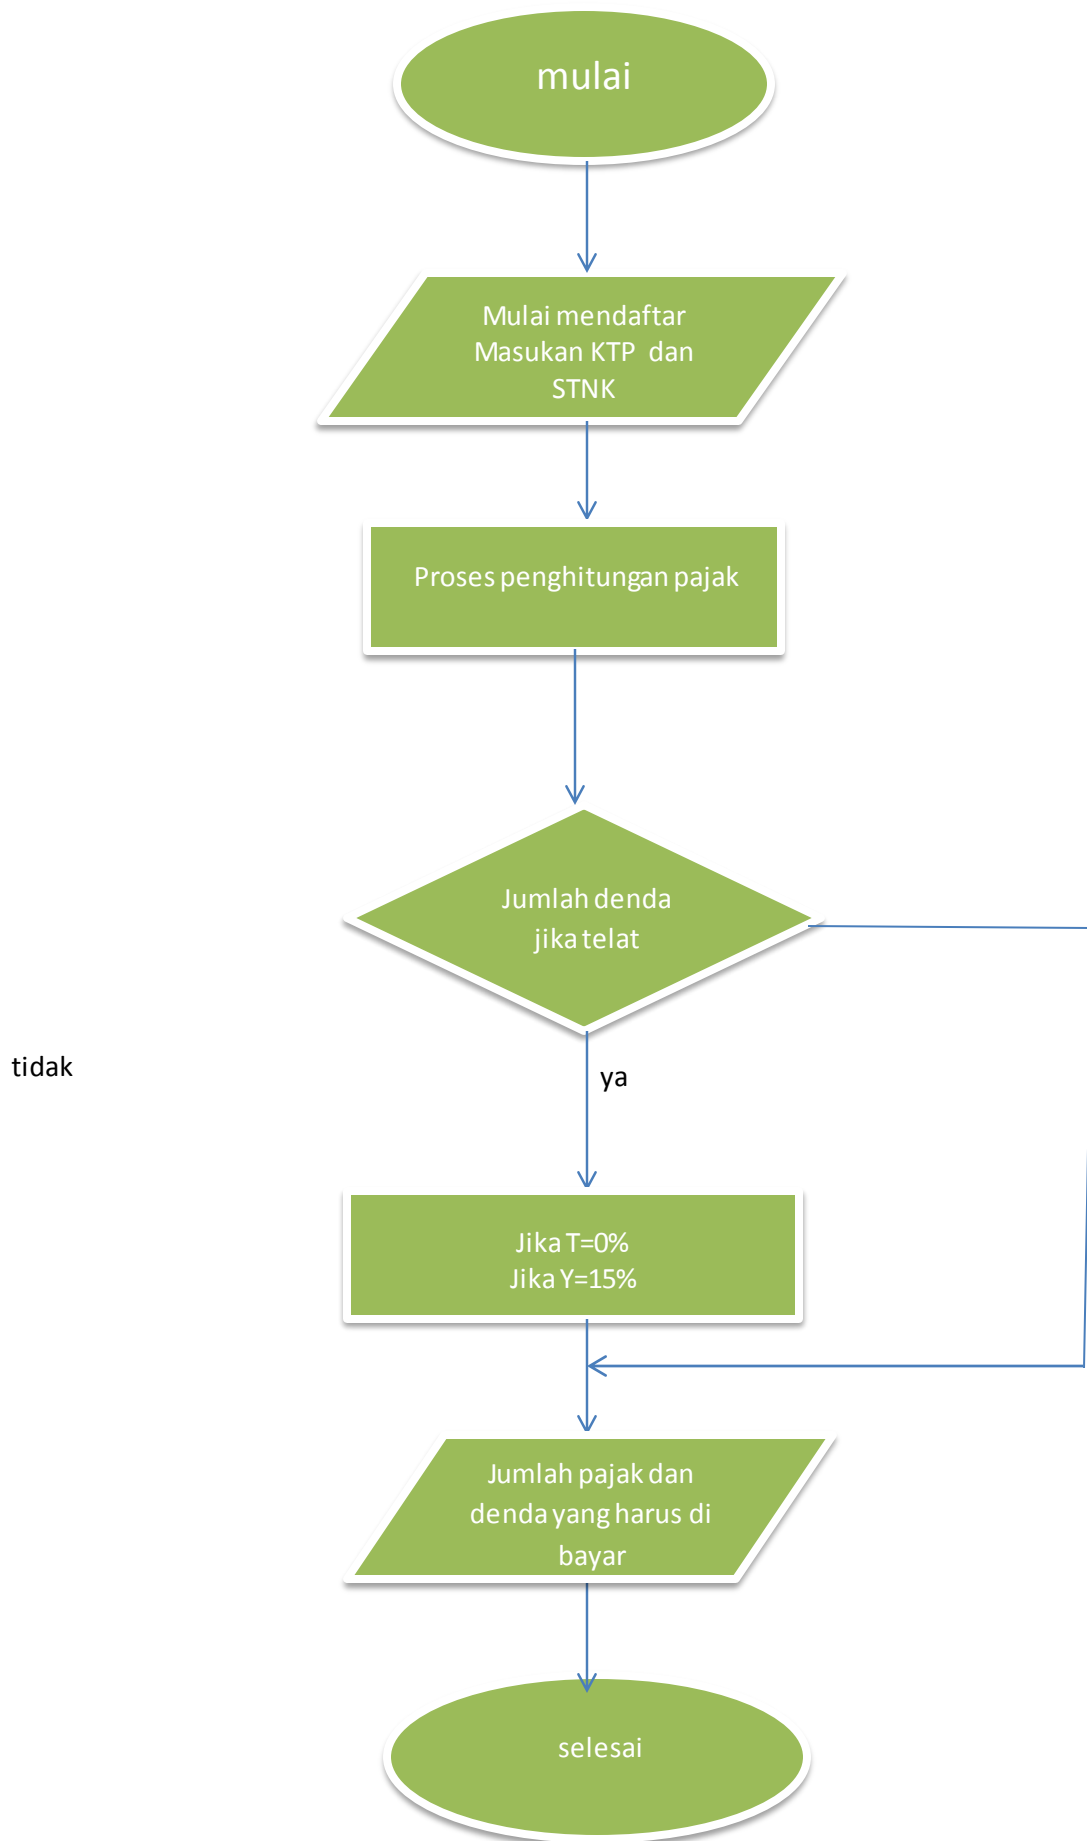 mulai
Mulai mendaftar
Masukan KTP dan
STNK
Proses penghitungan pajak
Jumlah denda
jika telat
tidak
ya
Jika T=0%
Jika Y=15%
Jumlah pajak dan
denda yang harus di
bayar
selesai